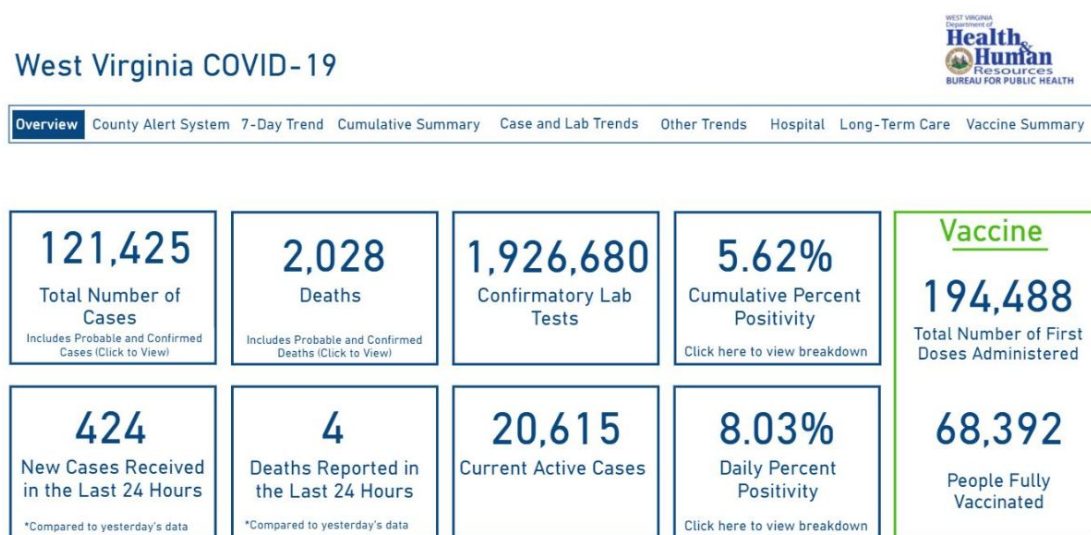 WEST VIRGINIA
Department of
Health &
Human
Resources
BUREAU FOR PUBLIC HEALTH
West Virginia COVID-19
Overview County Alert System 7-Day Trend Cumulative Summary Case and Lab Trends Other Trends Hospital Long-Term Care Vaccine Summary
121,425
Total Number of
Cases
Includes Probable and Confirmed
Cases (Click to View)
2,028
Deaths
Includes Probable and Confirmed
Deaths (Click to View)
1,926,680
Confirmatory Lab
Tests
5.62%
Cumulative Percent
Positivity
Click here to view breakdown
Vaccine
194,488
Total Number of First
Doses Administered
424
New Cases Received
in the Last 24 Hours
*Compared to yesterday's data
4
Deaths Reported in
the Last 24 Hours
*Compared to yesterday's data
20,615
Current Active Cases
8.03%
Daily Percent
Positivity
Click here to view breakdown
68,392
People Fully
Vaccinated